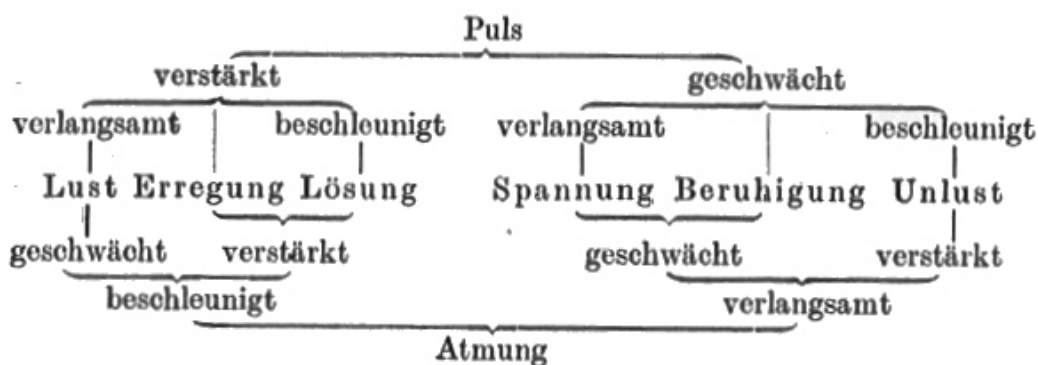 Puls
verstärkt geschwächt
verlangsamt beschleunigt verlangsamt beschleunigt
Lust Erregung Lösung Spannung Beruhigung Unlust
geschwächt verstärkt geschwächt verstärkt
beschleunigt verlangsamt
Atmung